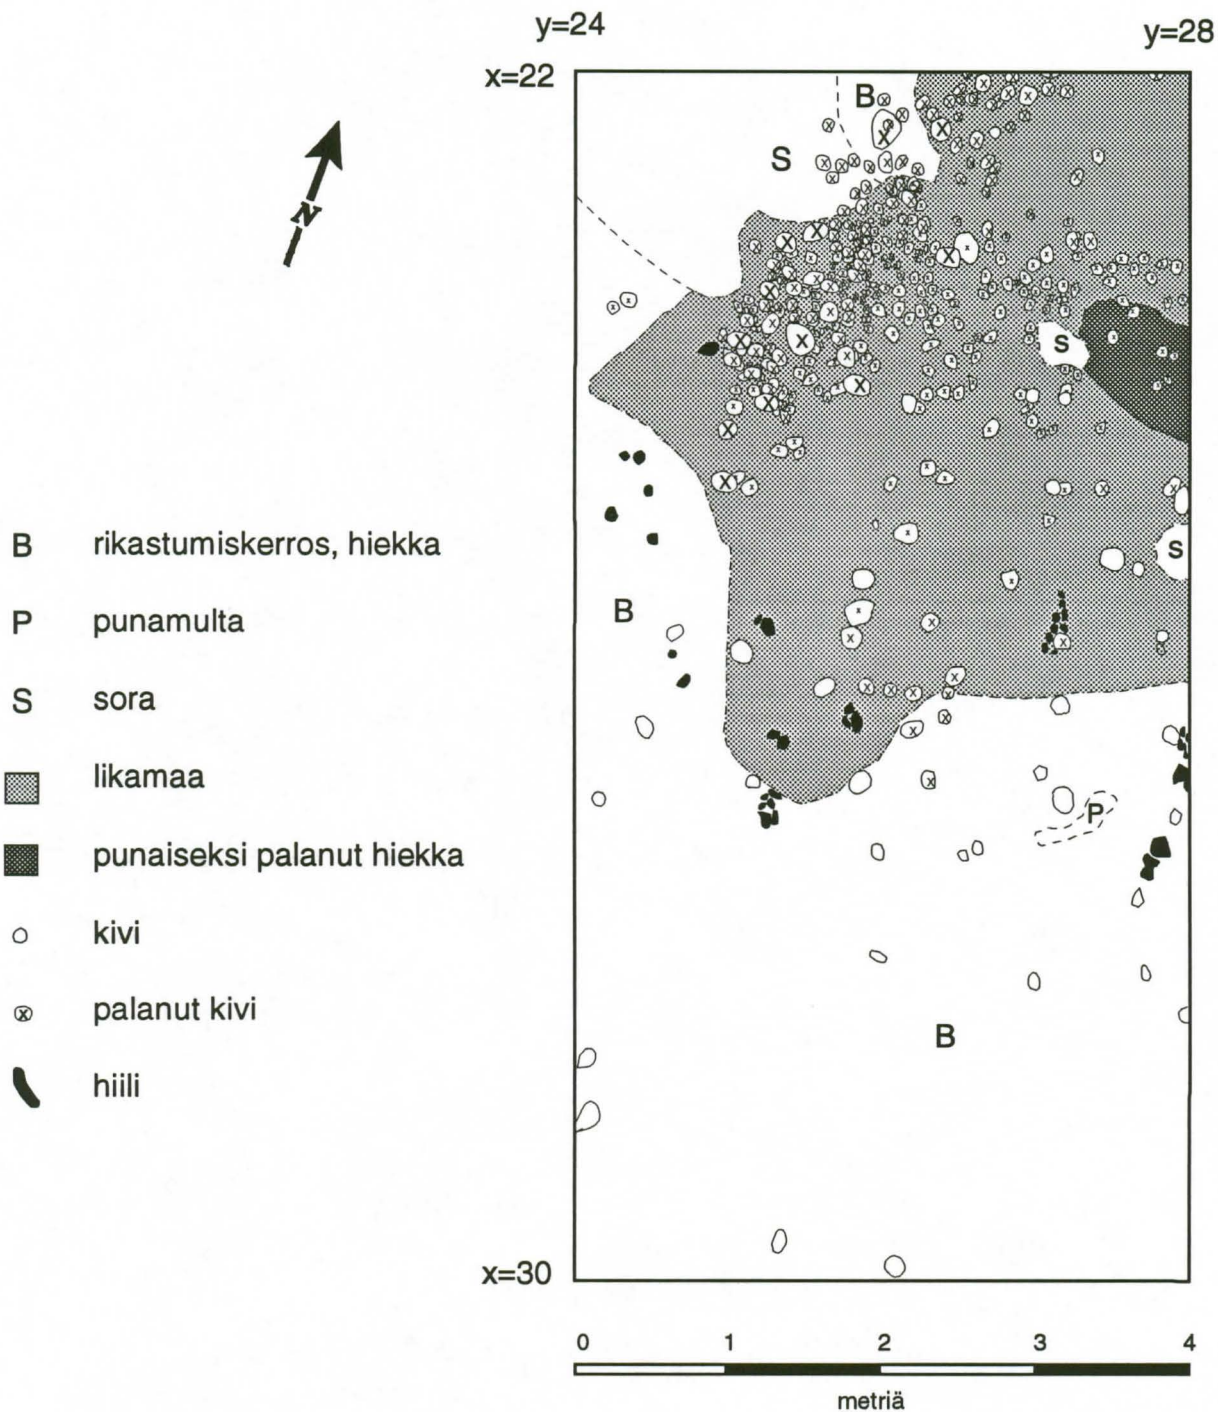 y=24
y=28
x=22
B
S
N
S
S
B rikastumiskerros, hiekka
B
P punamulta
S sora
likamaa
P
punaiseksi palanut hiekka
kivi
palanut kivi
B
hiili
x=30
0 1 2 3 4
metriä